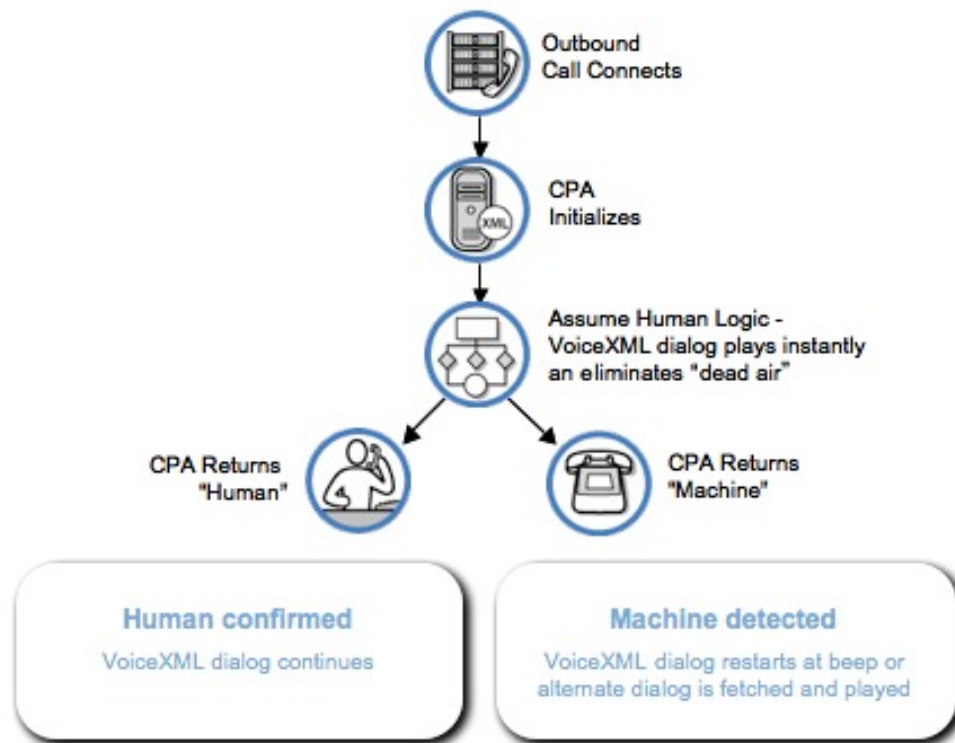 Outbound
Call Connects
XML
CPA
Initializes
Assume Human Logic -
VoiceXML dialog plays instantly
an eliminates "dead air"
CPA Returns
"Human"
CPA Returns
"Machine"
Human confirmed
VoiceXML dialog continues
Machine detected
VoiceXML dialog restarts at beep or
alternate dialog is fetched and played